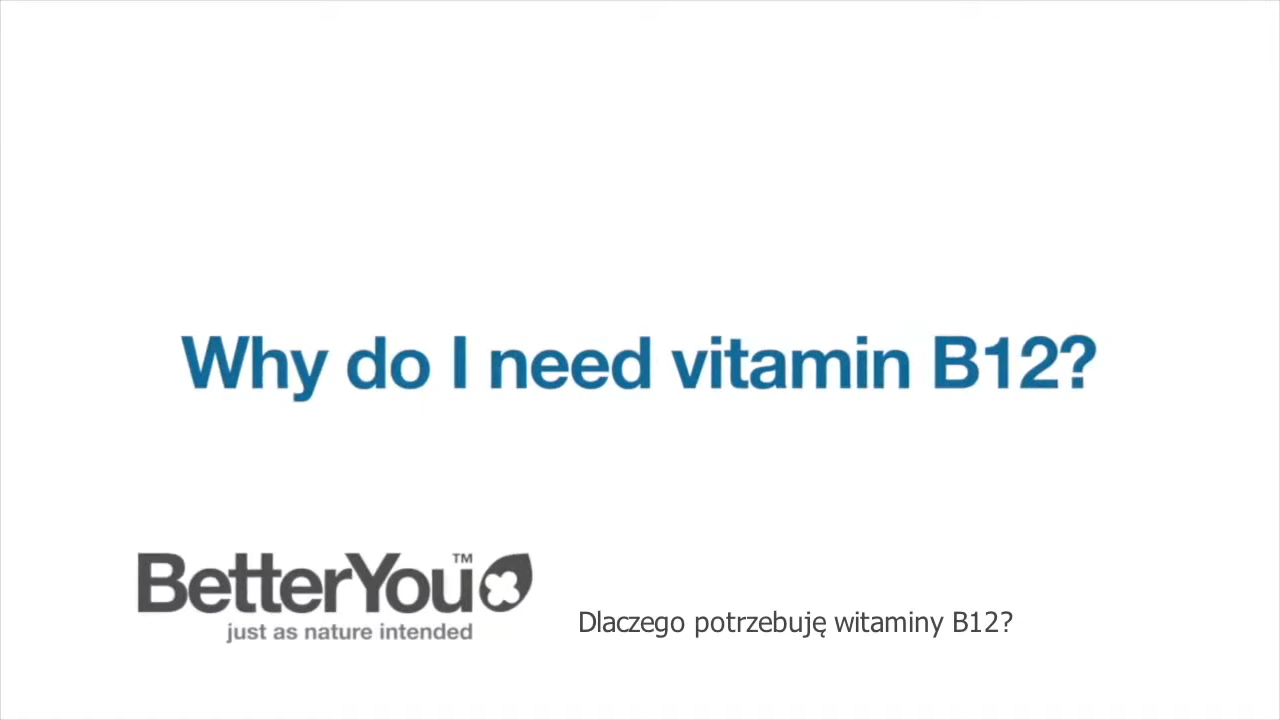 Why do I need vitamin B12?
BetterYou™
just as nature intended
Dlaczego potrzebuję witaminy B12?